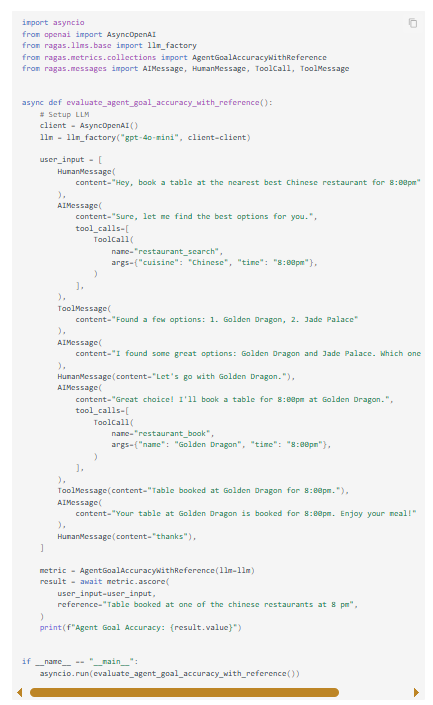 import asyncio
from openai import AsyncOpenAI
from ragas.llms.base import llm_factory
from ragas.metrics.collections import AgentGoalAccuracyWithReference
from ragas.messages import AIMessage, HumanMessage, ToolCall, ToolMessage


async def evaluate_agent_goal_accuracy_with_reference():
    # Setup LLM
    client = AsyncOpenAI()
    llm = llm_factory("gpt-4o-mini", client=client)

    user_input = [
        HumanMessage(
            content="Hey, book a table at the nearest best Chinese restaurant for 8:00pm"
        ),
        AIMessage(
            content="Sure, let me find the best options for you.",
            tool_calls=[
                ToolCall(
                    name="restaurant_search",
                    args={"cuisine": "Chinese", "time": "8:00pm"},
                )
            ],
        ),
        ToolMessage(
            content="Found a few options: 1. Golden Dragon, 2. Jade Palace"
        ),
        AIMessage(
            content="I found some great options: Golden Dragon and Jade Palace. Which one
        ),
        HumanMessage(content="Let's go with Golden Dragon."),
        AIMessage(
            content="Great choice! I'll book a table for 8:00pm at Golden Dragon.",
            tool_calls=[
                ToolCall(
                    name="restaurant_book",
                    args={"name": "Golden Dragon", "time": "8:00pm"},
                )
            ],
        ),
        ToolMessage(content="Table booked at Golden Dragon for 8:00pm."),
        AIMessage(
            content="Your table at Golden Dragon is booked for 8:00pm. Enjoy your meal!"
        ),
        HumanMessage(content="thanks"),
    ]

    metric = AgentGoalAccuracyWithReference(llm=llm)
    result = await metric.ascore(
        user_input=user_input,
        reference="Table booked at one of the chinese restaurants at 8 pm",
    )
    print(f"Agent Goal Accuracy: {result.value}")


if __name__ == "__main__":
    asyncio.run(evaluate_agent_goal_accuracy_with_reference())